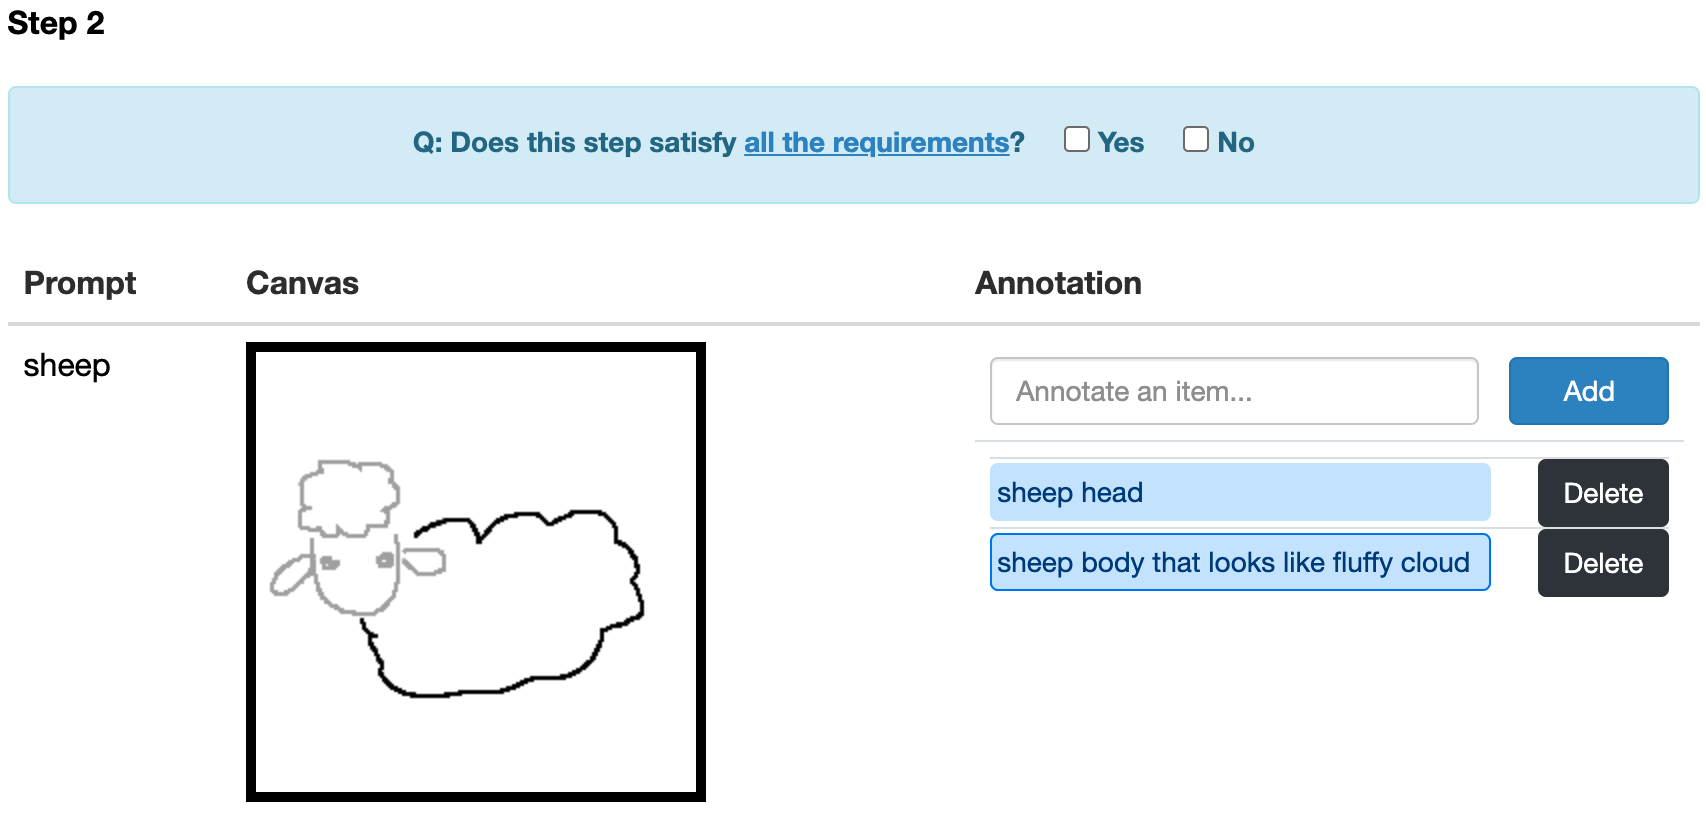 Step 2
Q: Does this step satisfy all the requirements? Yes No
Prompt Canvas Annotation
sheep
Annotate an item... Add
sheep head Delete
sheep body that looks like fluffy cloud Delete